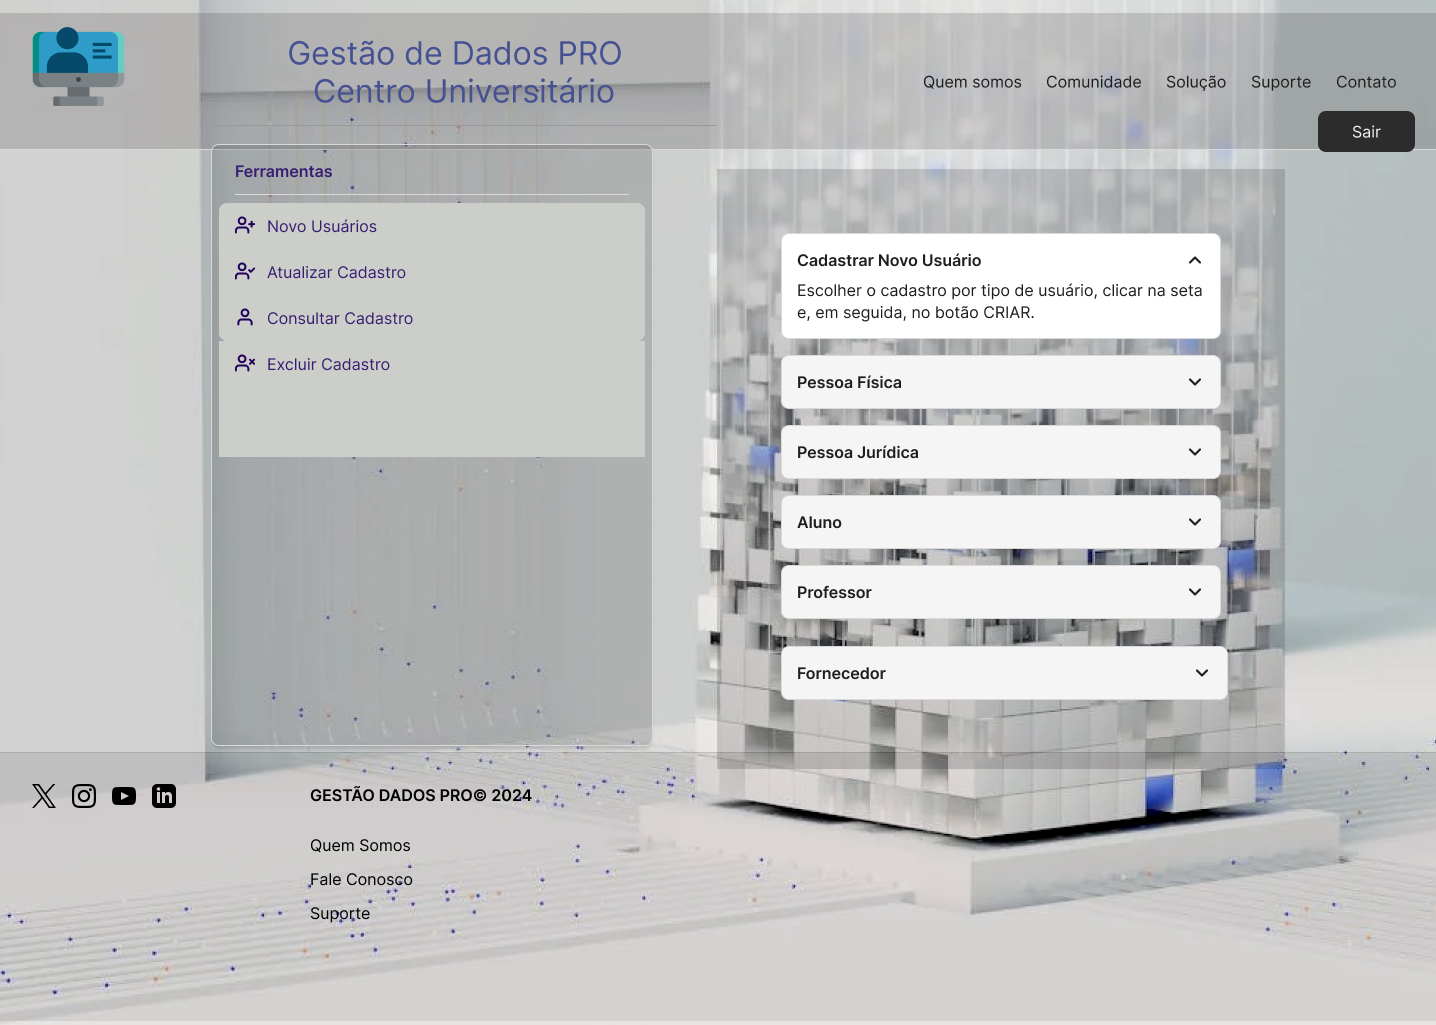 Gestão de Dados PRO
Centro Universitário
Quem somos
Comunidade
Solução
Suporte
Contato
Sair
Ferramentas
Novo Usuários
Atualizar Cadastro
Consultar Cadastro
Excluir Cadastro
Cadastrar Novo Usuário
Escolher o cadastro por tipo de usuário, clicar na seta
e, em seguida, no botão CRIAR.
Pessoa Física
Pessoa Jurídica
Aluno
Professor
Fornecedor
GESTÃO DADOS PRO© 2024
Quem Somos
Fale Conosco
Suporte